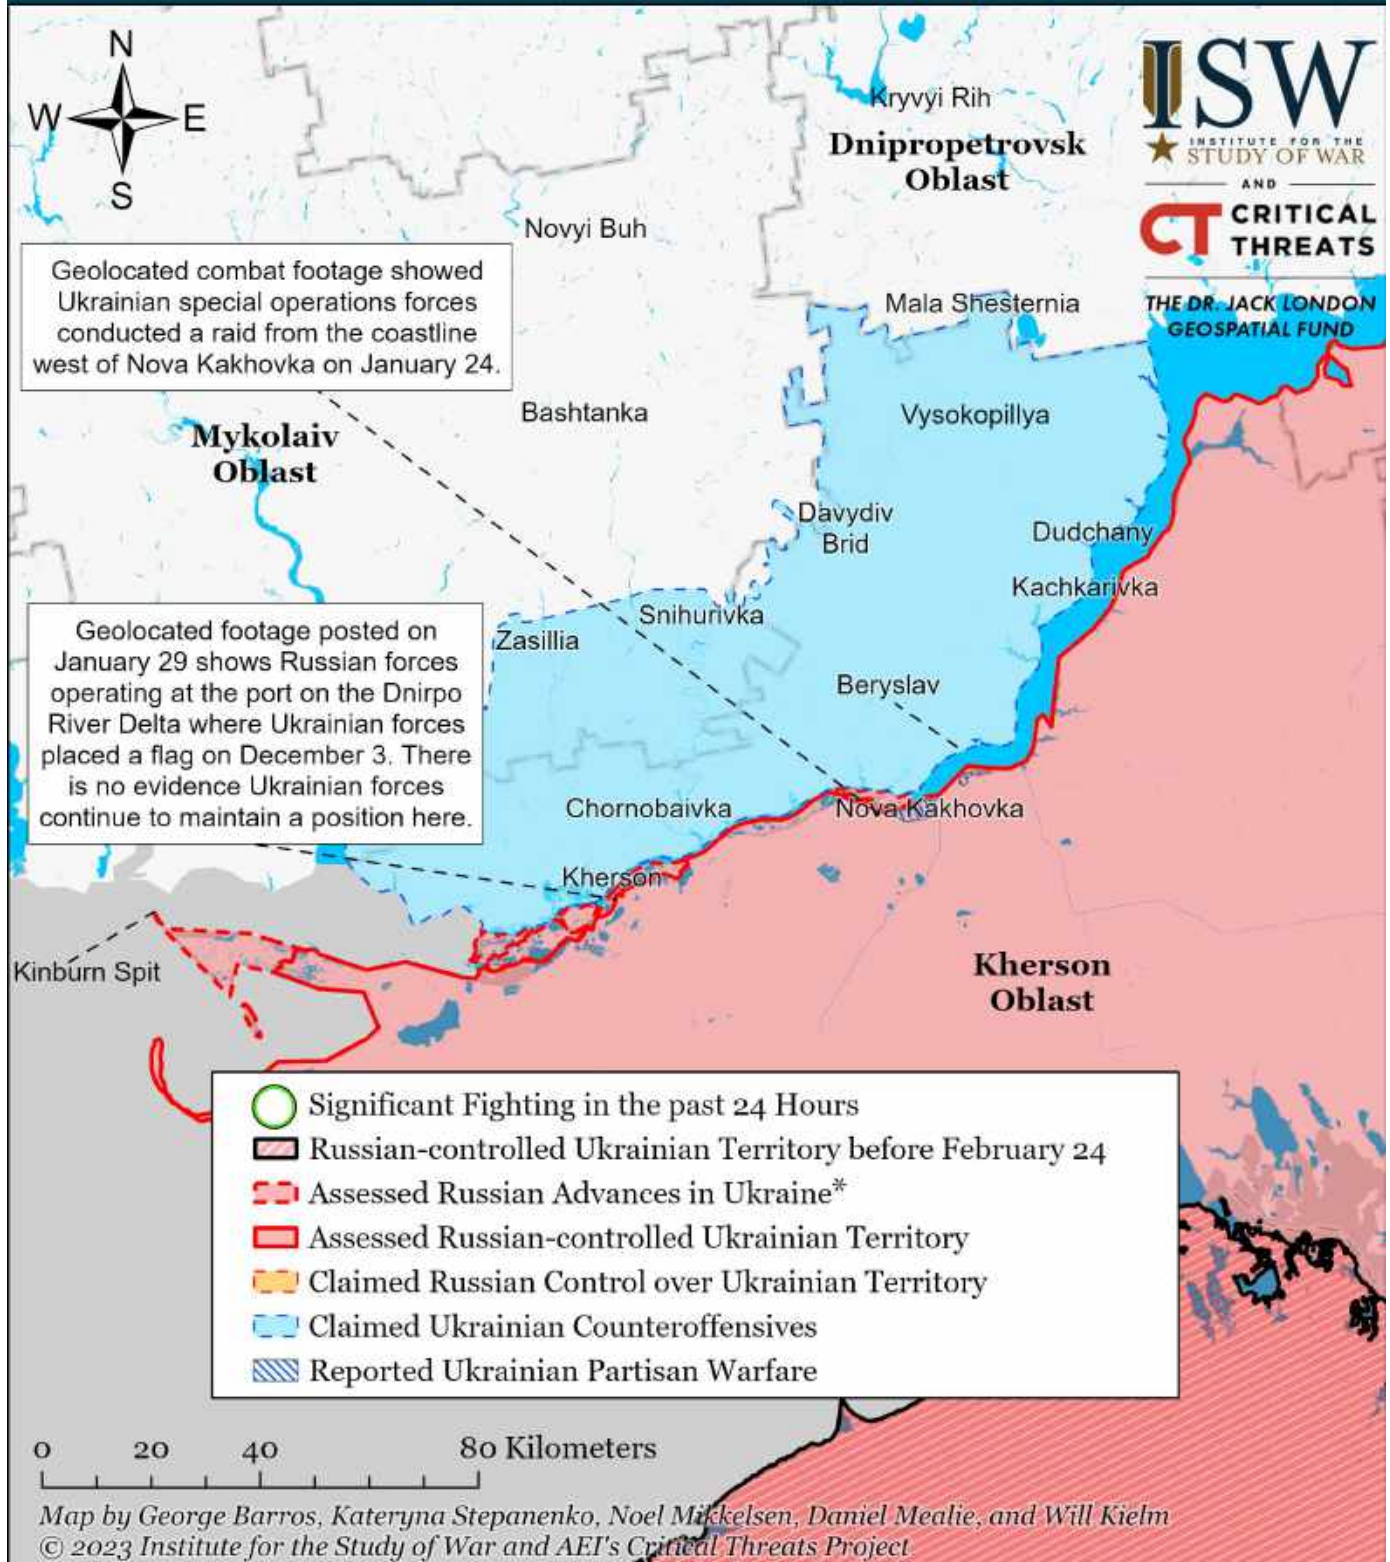 N
W E
S
ISW
INSTITUTE FOR THE
STUDY OF WAR
AND
CT CRITICAL
THREATS
THE DR. JACK LONDON
GEOSPATIAL FUND
Kryvyi Rih
Dnipropetrovsk
Oblast
Novyi Buh
Geolocated combat footage showed
Ukrainian special operations forces
conducted a raid from the coastline
west of Nova Kakhovka on January 24.
Mala Shesternia
Bashtanka
Vysokopillya
Mykolaiv
Oblast
Davydiv
Brid
Dudchany
Kachkarivka
Snihurivka
Zasillia
Geolocated footage posted on
January 29 shows Russian forces
operating at the port on the Dnirpo
River Delta where Ukrainian forces
placed a flag on December 3. There
is no evidence Ukrainian forces
continue to maintain a position here.
Beryslav
Chornobaivka
Nova Kakhovka
Kherson
Kinburn Spit
Kherson
Oblast
Significant Fighting in the past 24 Hours
Russian-controlled Ukrainian Territory before February 24
Assessed Russian Advances in Ukraine*
Assessed Russian-controlled Ukrainian Territory
Claimed Russian Control over Ukrainian Territory
Claimed Ukrainian Counteroffensives
Reported Ukrainian Partisan Warfare
0 20 40 80 Kilometers
Map by George Barros, Kateryna Stepanenko, Noel Mikkelsen, Daniel Mealie, and Will Kielm
© 2023 Institute for the Study of War and AEI's Critical Threats Project